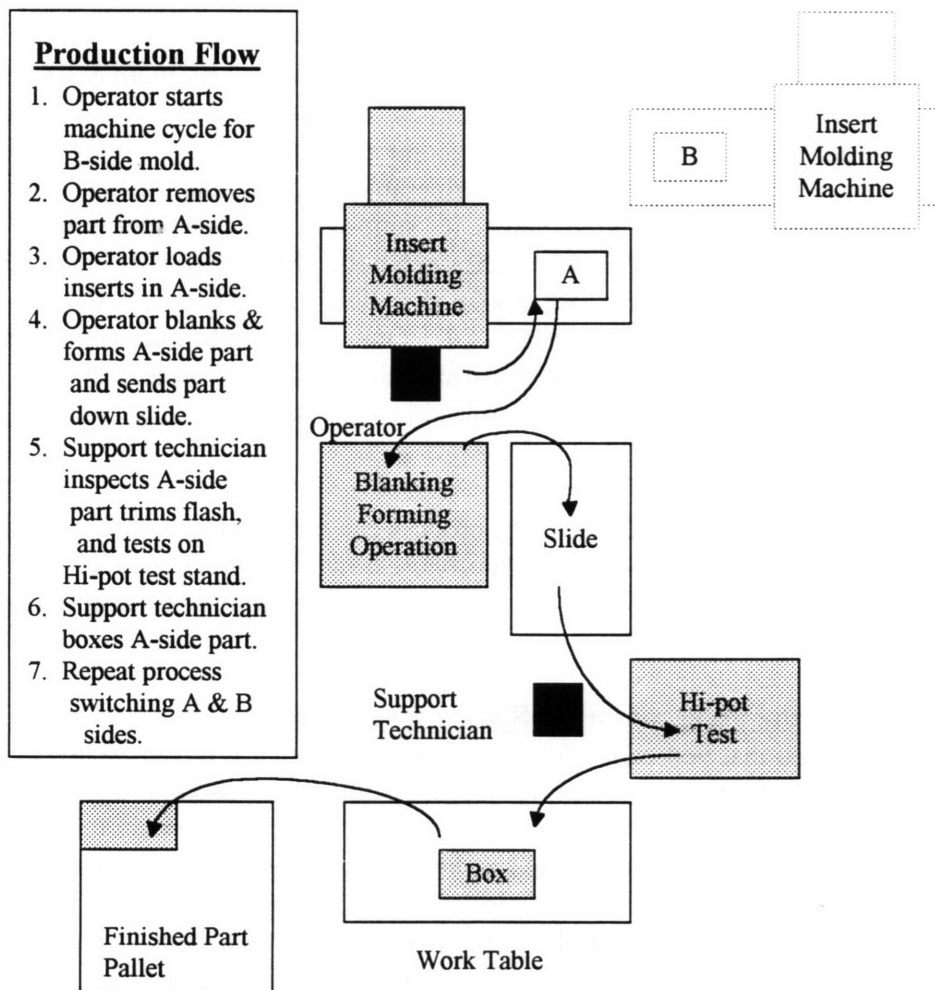 Production Flow
1. Operator starts
machine cycle for
B-side mold.
2. Operator removes
part from A-side.
3. Operator loads
inserts in A-side.
4. Operator blanks &
forms A-side part
and sends part
down slide.
5. Support technician
inspects A-side
part trims flash,
and tests on
Hi-pot test stand.
6. Support technician
boxes A-side part.
7. Repeat process
switching A & B
sides.
B
Insert
Molding
Machine
Insert
Molding
Machine
A
Operator
Blanking
Forming
Operation
Slide
Support
Technician
Hi-pot
Test
Box
Finished Part
Pallet
Work Table